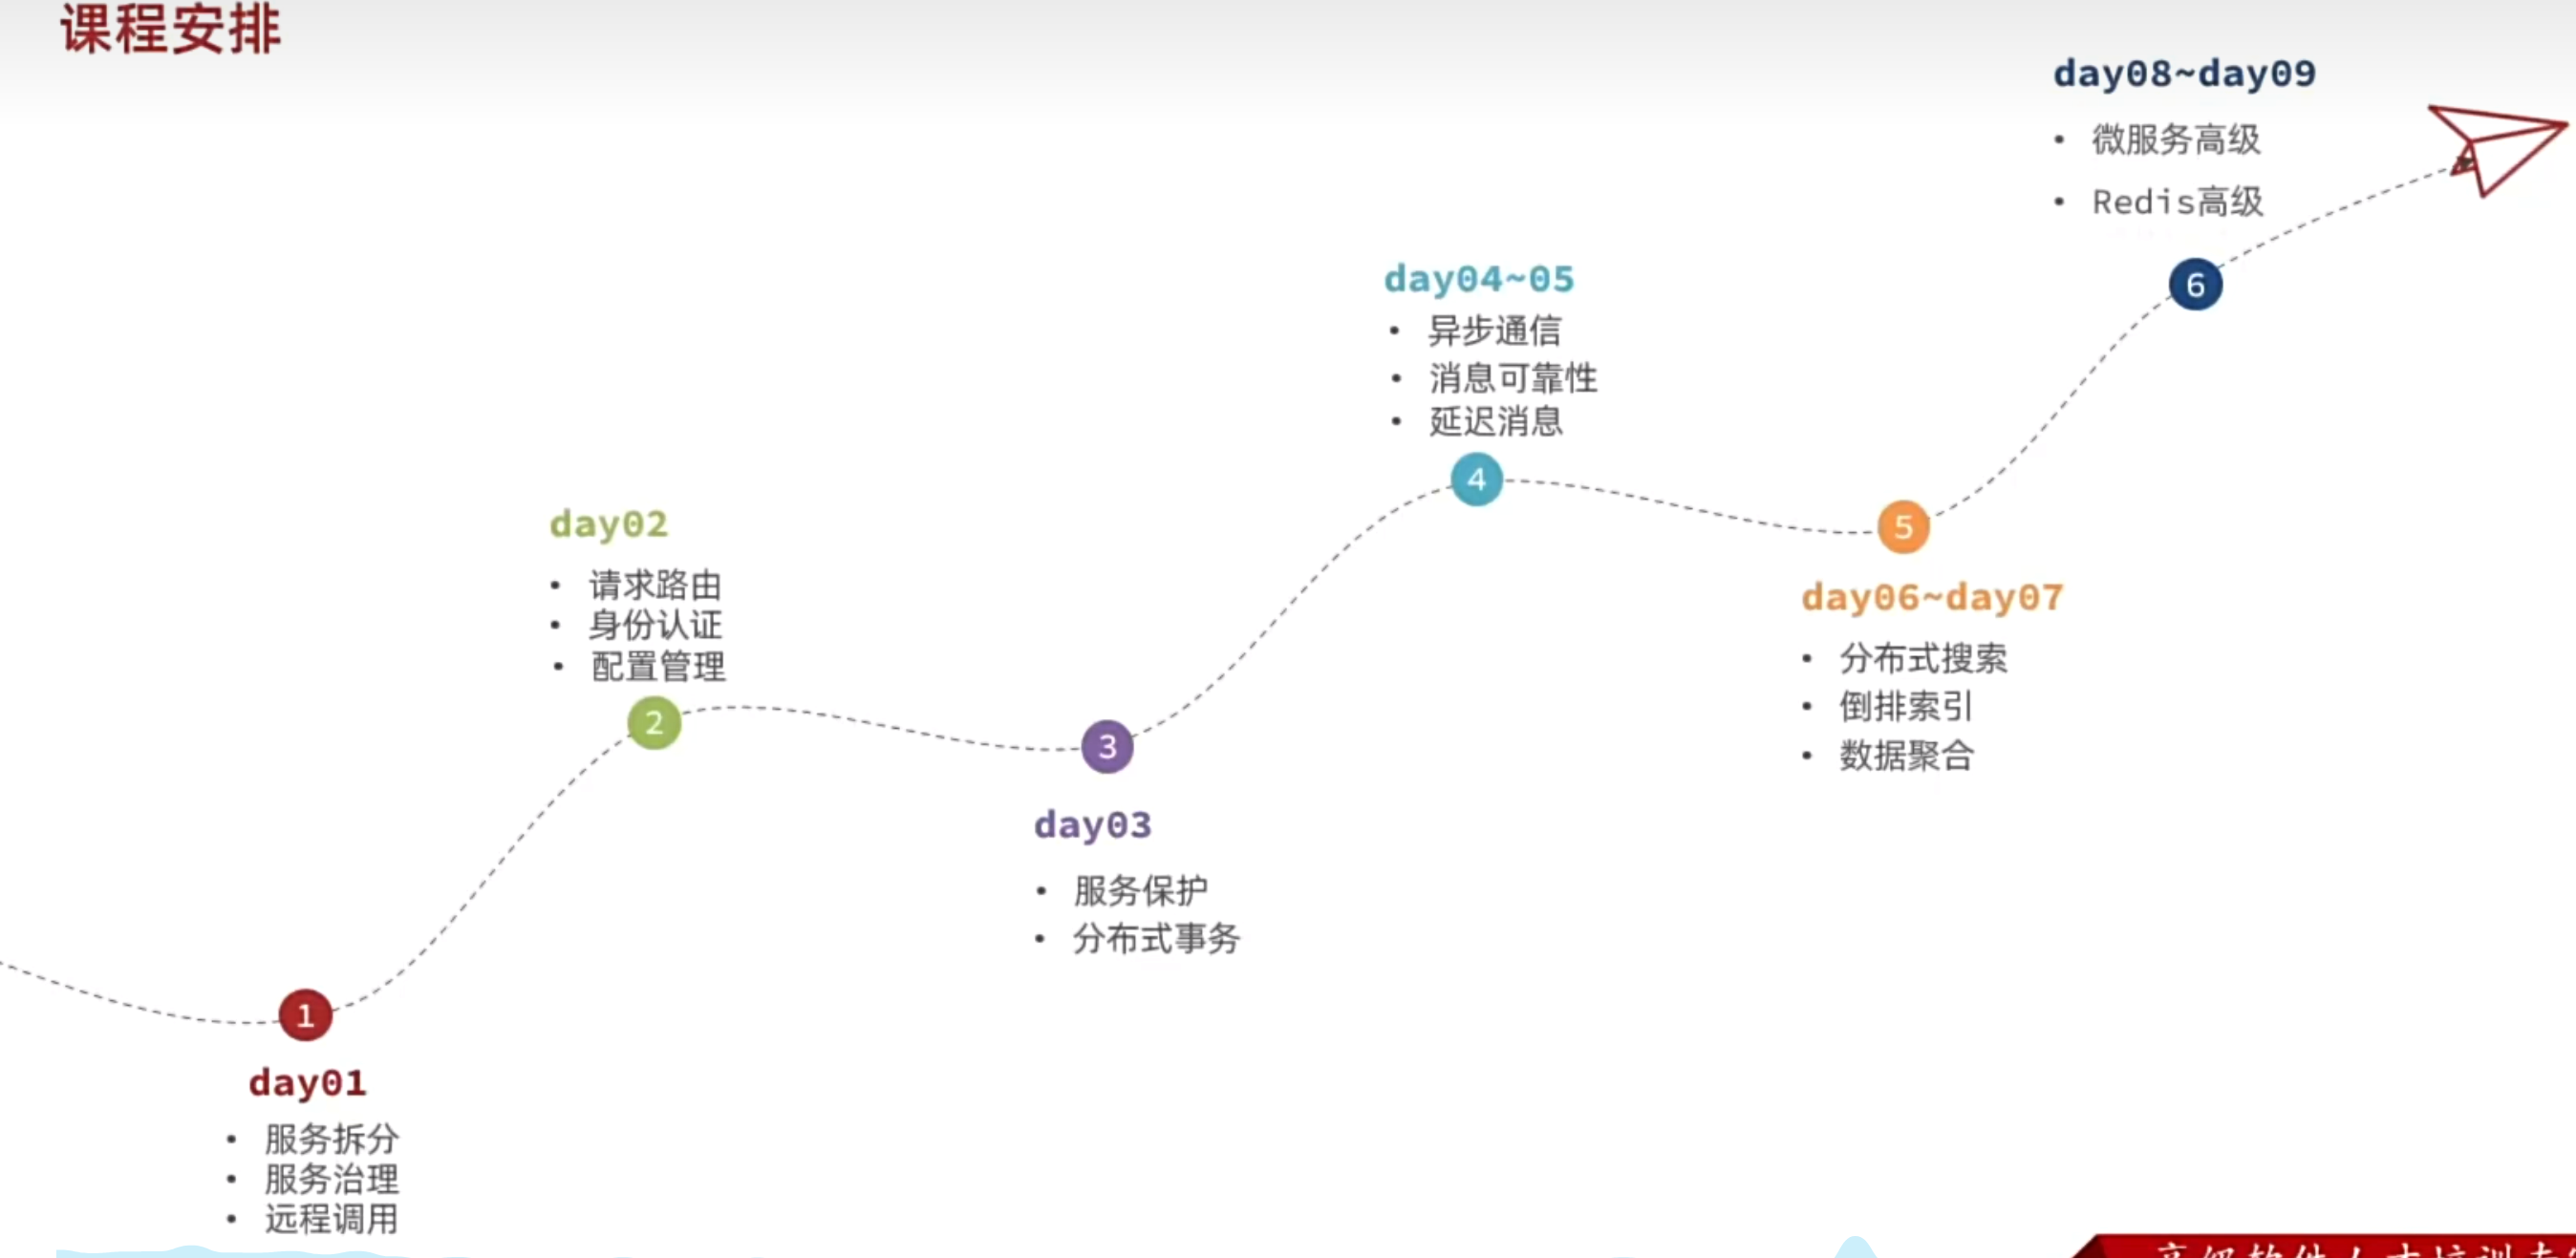 课程安排
day01
• 服务拆分
• 服务治理
• 远程调用
1
day02
• 请求路由
• 身份认证
• 配置管理
2
3
day03
• 服务保护
• 分布式事务
day04~05
• 异步通信
• 消息可靠性
• 延迟消息
4
5
day06~day07
• 分布式搜索
• 倒排索引
• 数据聚合
day08~day09
• 微服务高级
• Redis高级
6